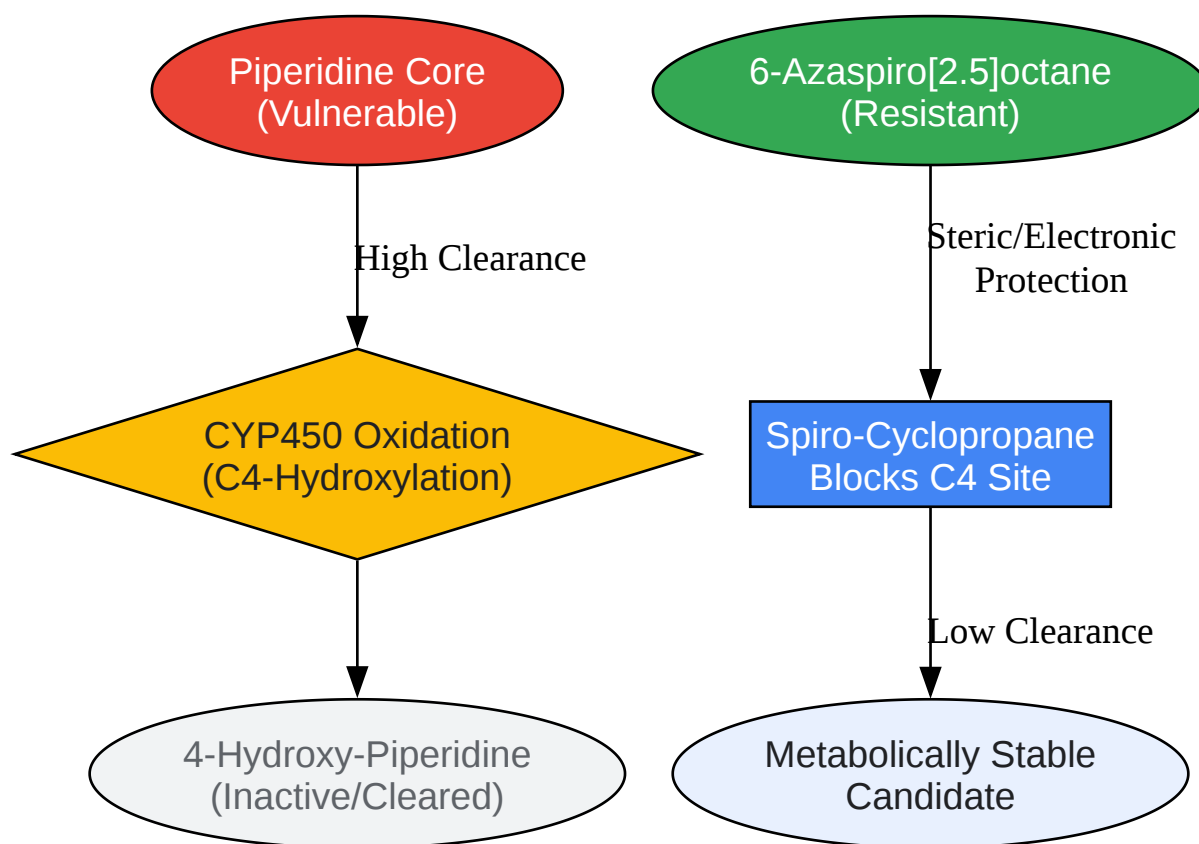 Piperidine Core
(Vulnerable)
High Clearance
CYP450 Oxidation
(C4-Hydroxylation)
4-Hydroxy-Piperidine
(Inactive/Cleared)
6-Azaspiro[2.5]octane
(Resistant)
Steric/Electronic
Protection
Spiro-Cyclopropane
Blocks C4 Site
Low Clearance
Metabolically Stable
Candidate